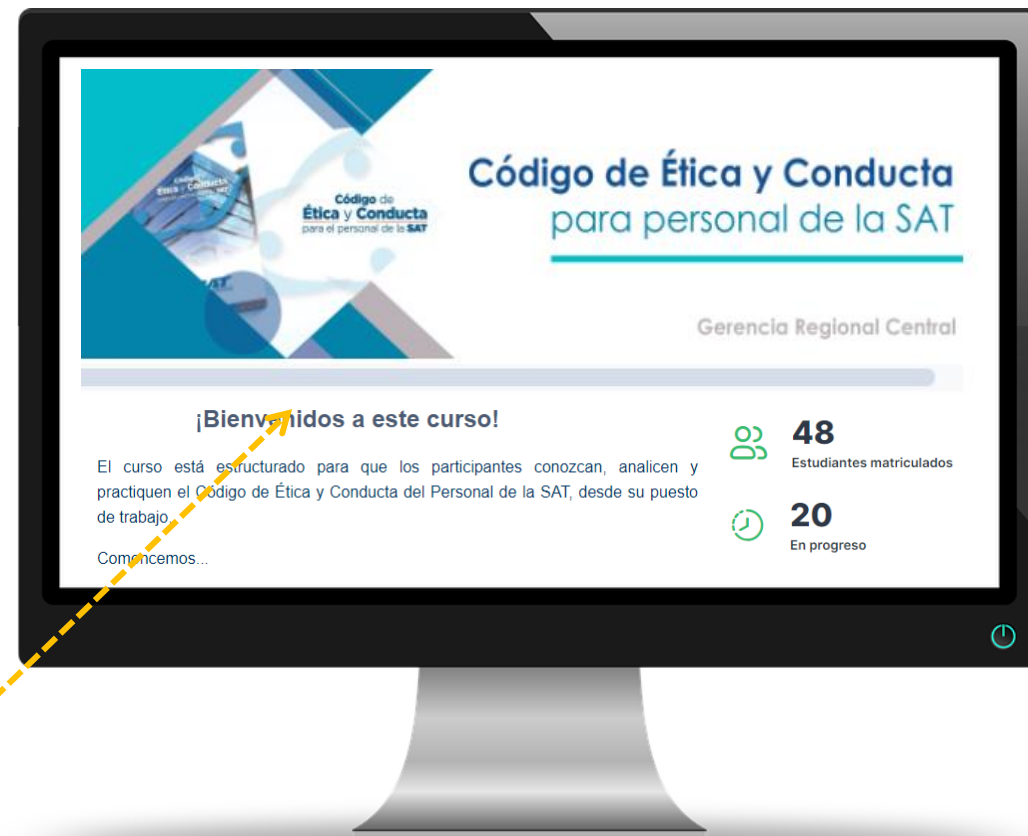 Código de
Ética y Conducta
para el personal de la SAT
Código de Ética y Conducta
para personal de la SAT
Gerencia Regional Central
¡Bienvenidos a este curso!
El curso está estructurado para que los participantes conozcan, analicen y
practiquen el Código de Ética y Conducta del Personal de la SAT, desde su puesto
de trabajo.
Comencemos...
48
Estudiantes matriculados
20
En progreso